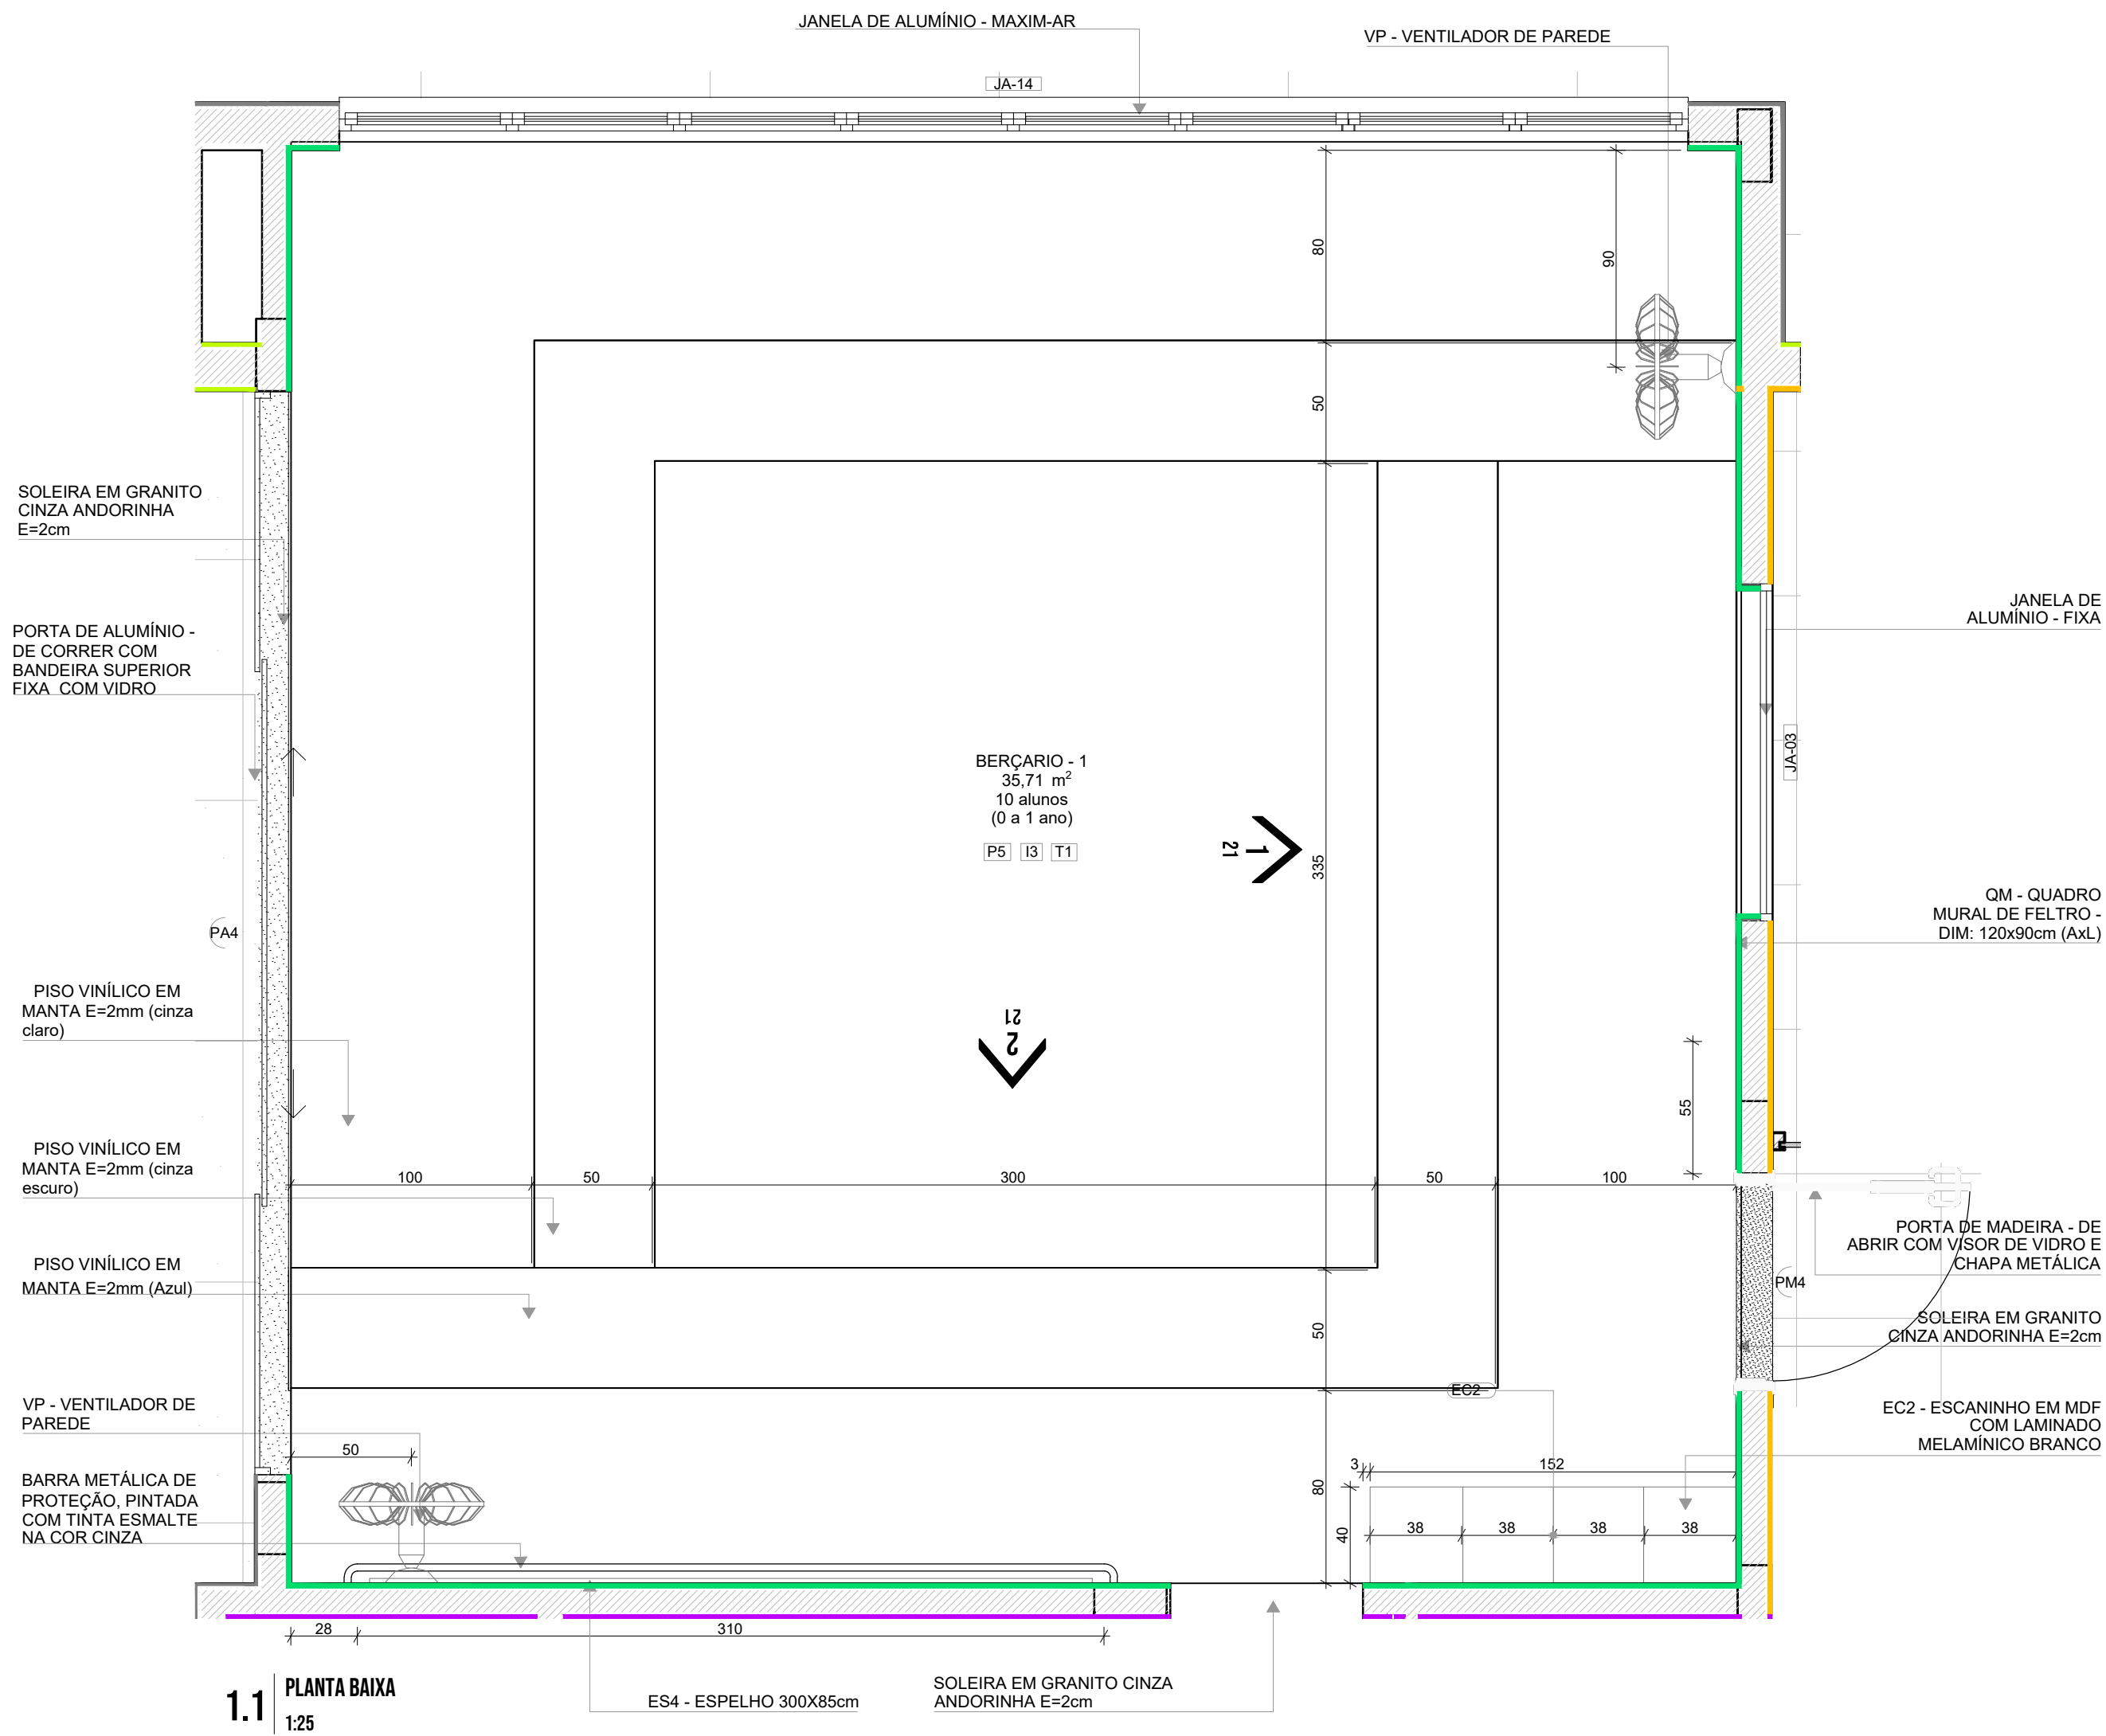 JANELA DE ALUMÍNIO - MAXIM-AR
VP - VENTILADOR DE PAREDE
JA-14
80
90
50
SOLEIRA EM GRANITO
CINZA ANDORINHA
E=2cm
PORTA DE ALUMÍNIO -
DE CORRER COM
BANDEIRA SUPERIOR
FIXA COM VIDRO
JANELA DE
ALUMÍNIO - FIXA
JA-03
BERÇARIO - 1
35,71 m²
10 alunos
(0 a 1 ano)
P5 I3 T1
1
21
335
PA4
QM - QUADRO
MURAL DE FELTRO -
DIM: 120x90cm (AxL)
PISO VINÍLICO EM
MANTA E=2mm (cinza
claro)
21
2
55
PISO VINÍLICO EM
MANTA E=2mm (cinza
escuro)
100 50 300 50 100
PORTA DE MADEIRA - DE
ABRIR COM VISOR DE VIDRO E
CHAPA METÁLICA
PISO VINÍLICO EM
MANTA E=2mm (Azul)
PM4
50
SOLEIRA EM GRANITO
CINZA ANDORINHA E=2cm
EC2
VP - VENTILADOR DE
PAREDE
EC2 - ESCANINHO EM MDF
COM LAMINADO
MELAMÍNICO BRANCO
50
3 152
80
BARRA METÁLICA DE
PROTEÇÃO, PINTADA
COM TINTA ESMALTE
NA COR CINZA
40
38 38 38 38
28 310
1.1 PLANTA BAIXA
1:25
ES4 - ESPELHO 300X85cm
SOLEIRA EM GRANITO CINZA
ANDORINHA E=2cm